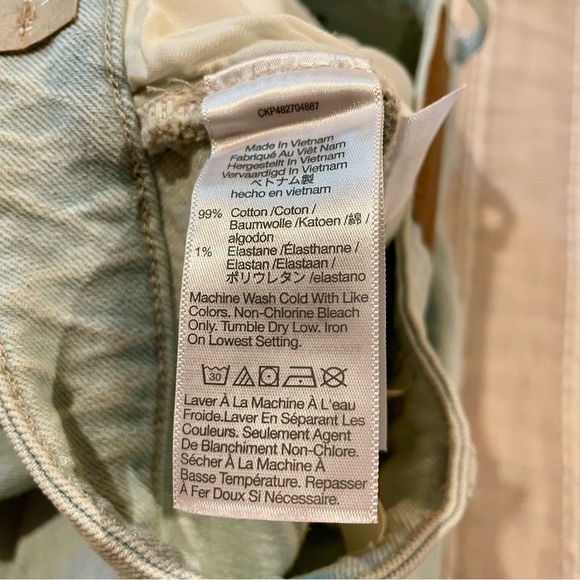 CKP482704887
Made In Vietnam
Fabriqué Au Viêt Nam
Hergestellt In Vietnam
Vervaardigd In Vietnam
ベトナム製
hecho en vietnam
99% Cotton /Coton/
Baumwolle /Katoen /綿/
algodón
1% Elastane /Élasthanne/
Elastan /Elastaan/
ポリウレタン /elastano
Machine Wash Cold With Like
Colors. Non-Chlorine Bleach
Only. Tumble Dry Low. Iron
On Lowest Setting.
30
Laver À La Machine À L'eau
Froide.Laver En Séparant Les
Couleurs. Seulement Agent
De Blanchiment Non-Chlore.
Sécher À La Machine À
Basse Température. Repasser
À Fer Doux Si Nécessaire.